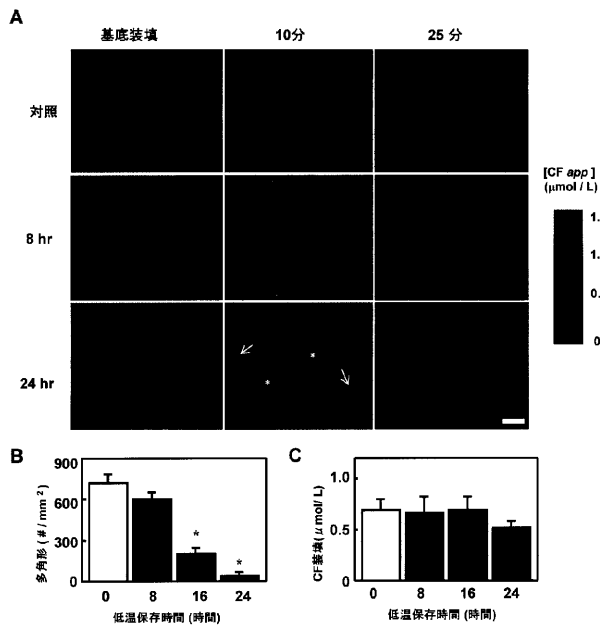 A
基底装填 10分 25 分
対照
8 hr
24 hr
[CF app]
(μmol / L)
1.
1.
0.
0
* *
B
900
600
300
0
多角形 ( # / mm 2 )
* *
0 8 16 24
低温保存時間 (時間)
C
1.0
0.5
0
CF装填(μmol/ L)
0 8 16 24
低温保存時間 (時間)